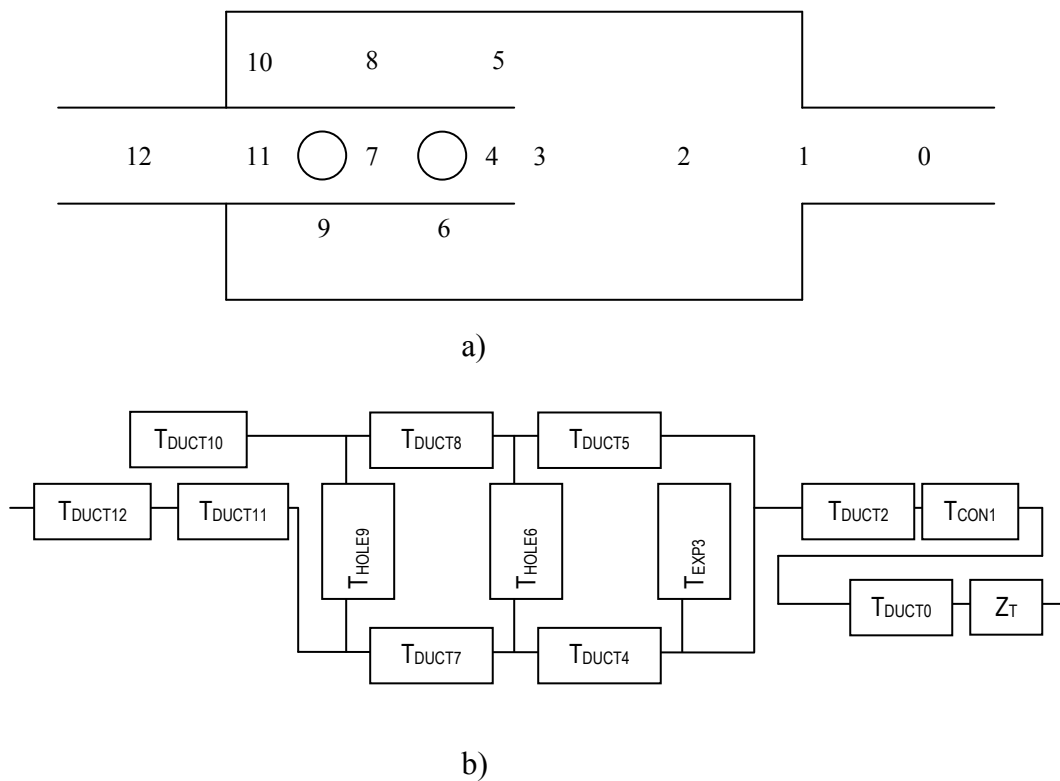 10 8 5
12 11 7 4 3 2 1 0
9 6
a)
TDUCT10 TDUCT8 TDUCT5
TDUCT12 TDUCT11 THOLE9 THOLE6 TEXP3 TDUCT2 TCON1
TDUCT0 ZT
TDUCT7 TDUCT4
b)